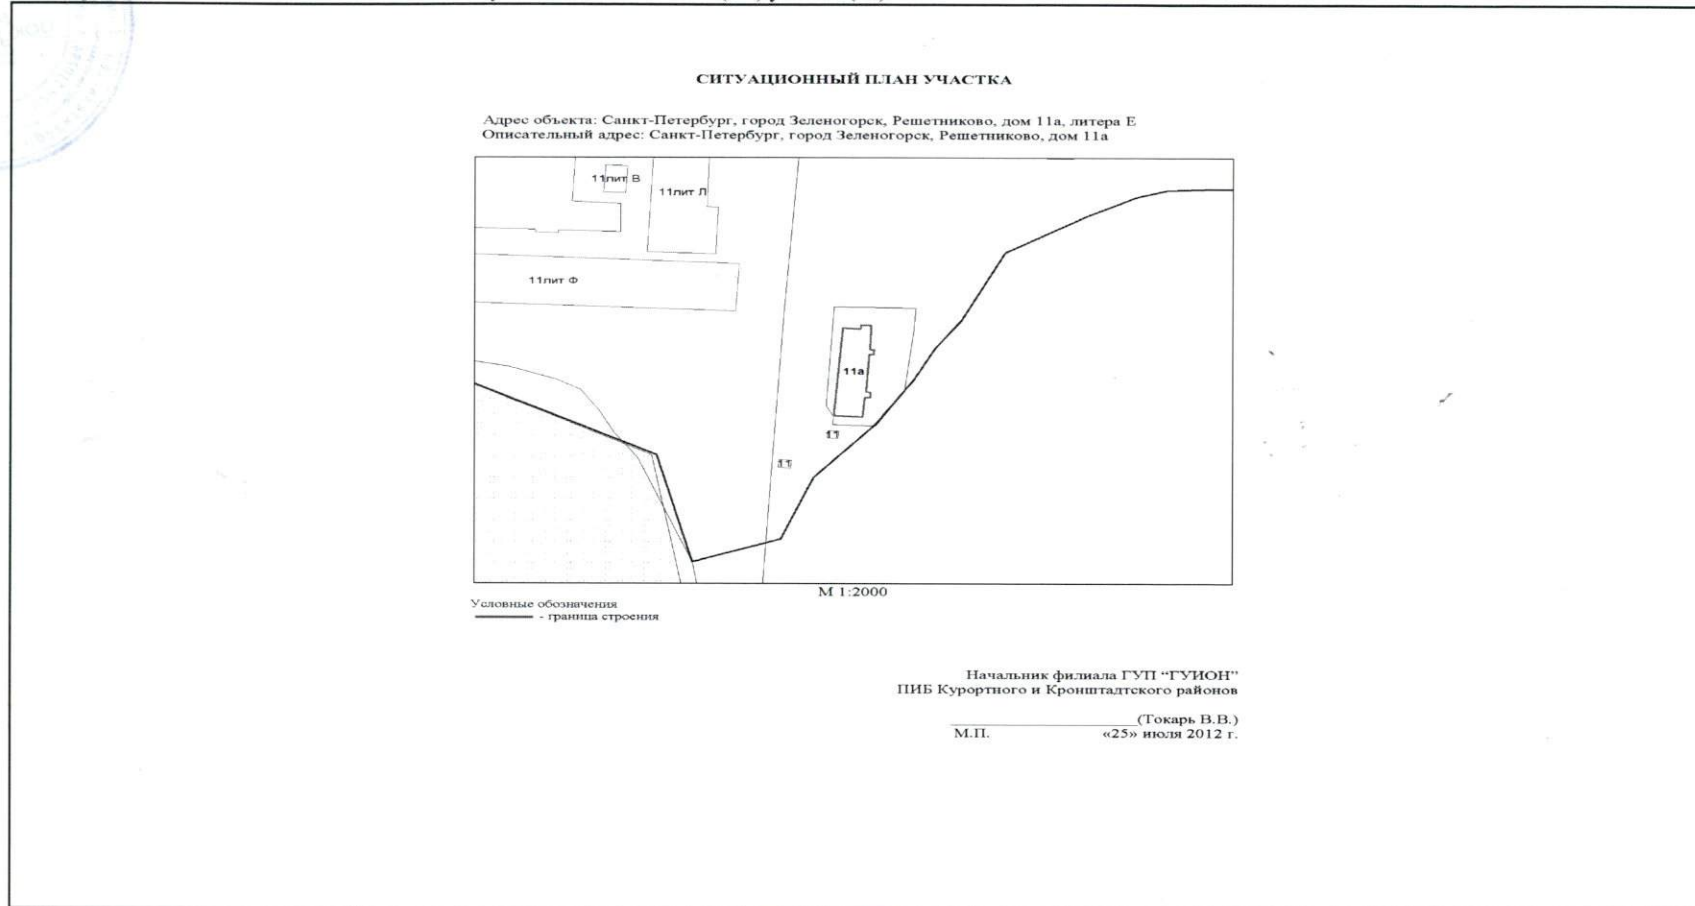 СИТУАЦИОННЫЙ ПЛАН УЧАСТКА
Адрес объекта: Санкт-Петербург, город Зеленогорск, Решетниково, дом 11а, литера Е
Описательный адрес: Санкт-Петербург, город Зеленогорск, Решетниково, дом 11а
11лит В
11лит Л
11лит Ф
11а
11
11
М 1:2000
Условные обозначения
- граница строения
Начальник филиала ГУП “ГУИОН”
ПИБ Курортного и Кронштадтского районов
(Токарь В.В.)
М.П. «25» июля 2012 г.